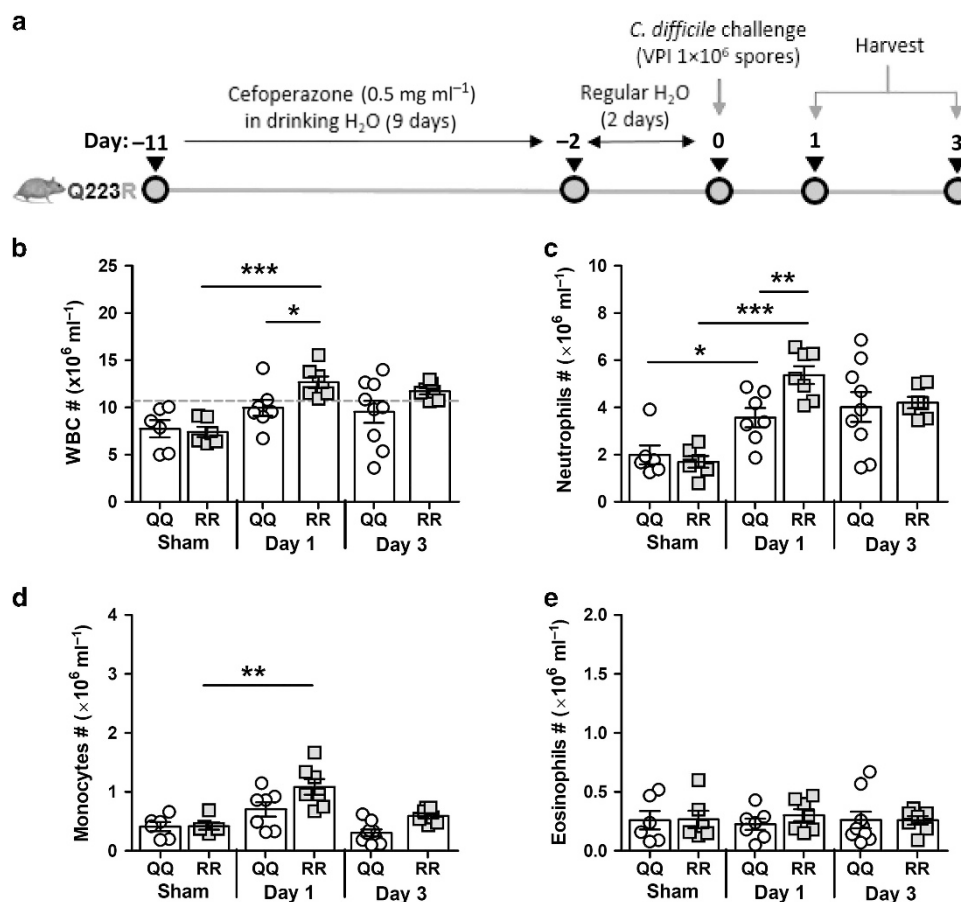 a
C. difficile challenge
(VPI 1×10⁶ spores)
Harvest
Cefoperazone (0.5 mg ml⁻¹)
in drinking H₂O (9 days)
Regular H₂O
(2 days)
Day: –11
–2
0
1
3
Q223R
b
WBC # (x10⁶ ml⁻¹)
25
20
15
10
5
0
***
*
QQ RR QQ RR QQ RR
Sham Day 1 Day 3
c
Neutrophils # (×10⁶ ml⁻¹)
10
8
6
4
2
0
**
***
*
QQ RR QQ RR QQ RR
Sham Day 1 Day 3
d
Monocytes # (×10⁶ ml⁻¹)
4
3
2
1
0
**
QQ RR QQ RR QQ RR
Sham Day 1 Day 3
e
Eosinophils # (×10⁶ ml⁻¹)
2.0
1.5
1.0
0.5
0.0
QQ RR QQ RR QQ RR
Sham Day 1 Day 3